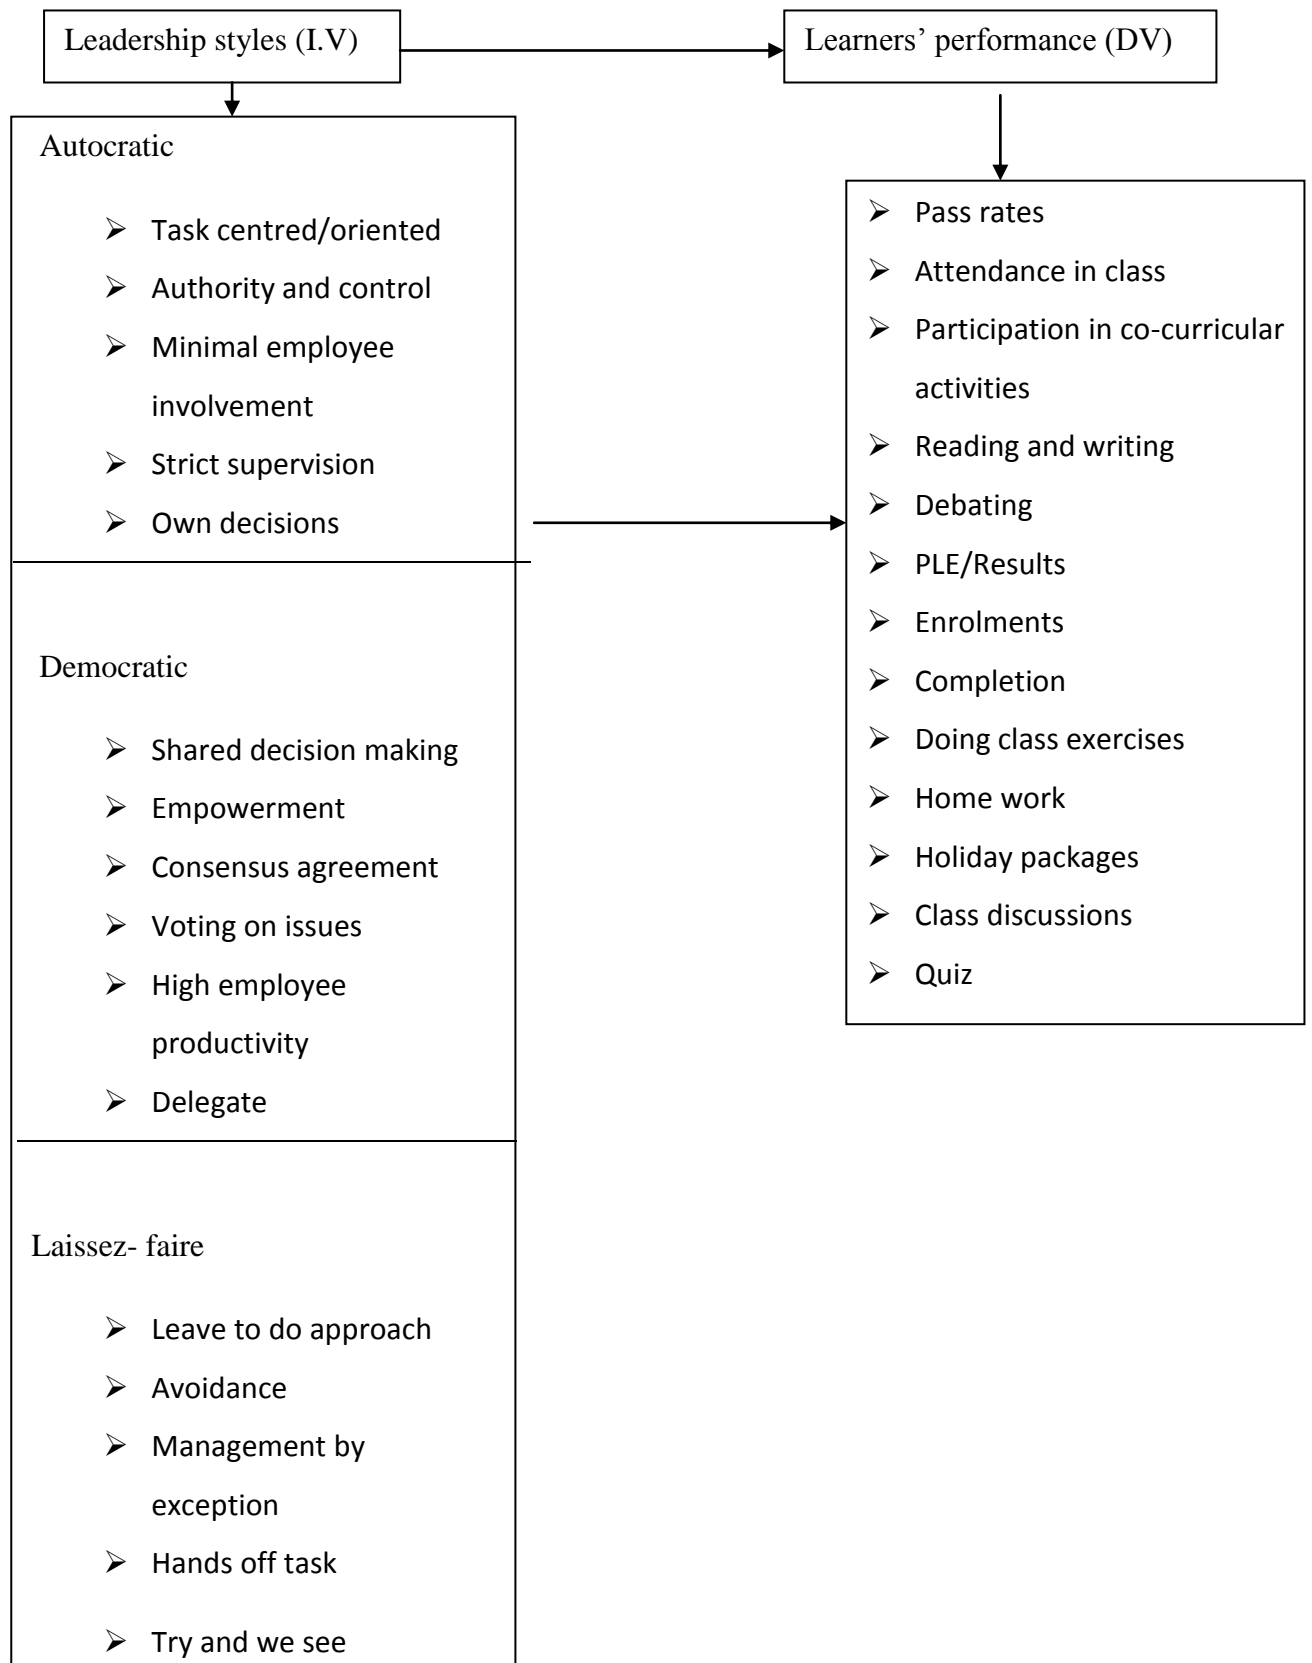 Leadership styles (I.V)
Learners’ performance (DV)
Autocratic
➢ Task centred/oriented
➢ Authority and control
➢ Minimal employee
involvement
➢ Strict supervision
➢ Own decisions
Democratic
➢ Shared decision making
➢ Empowerment
➢ Consensus agreement
➢ Voting on issues
➢ High employee
productivity
➢ Delegate
Laissez- faire
➢ Leave to do approach
➢ Avoidance
➢ Management by
exception
➢ Hands off task
➢ Try and we see
➢ Pass rates
➢ Attendance in class
➢ Participation in co-curricular
activities
➢ Reading and writing
➢ Debating
➢ PLE/Results
➢ Enrolments
➢ Completion
➢ Doing class exercises
➢ Home work
➢ Holiday packages
➢ Class discussions
➢ Quiz